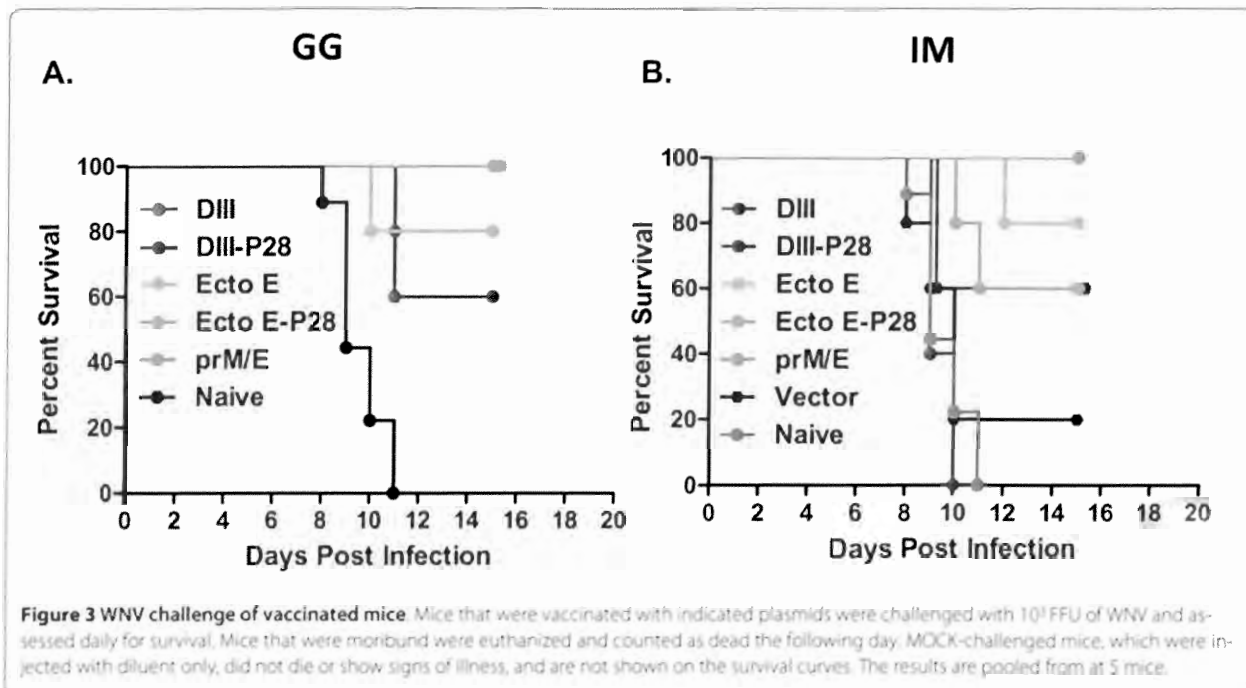 GG
A.
100
80
60
40
20
0
Percent Survival
DIII
DIII-P28
Ecto E
Ecto E-P28
prM/E
Naive
0 2 4 6 8 10 12 14 16 18 20
Days Post Infection
IM
B.
100
80
60
40
20
0
Percent Survival
DIII
DIII-P28
Ecto E
Ecto E-P28
prM/E
Vector
Naive
0 2 4 6 8 10 12 14 16 18 20
Days Post Infection
Figure 3 WNV challenge of vaccinated mice. Mice that were vaccinated with indicated plasmids were challenged with FFU of WNV and as-
sessed daily for survival. Mice that were moribund were euthanized and counted as dead the following day. MOCK-challenged mice, which were in-
jected with diluent only, did not die or show signs of illness, and are not shown on the survival curves. The results are pooled from at 5 mice.